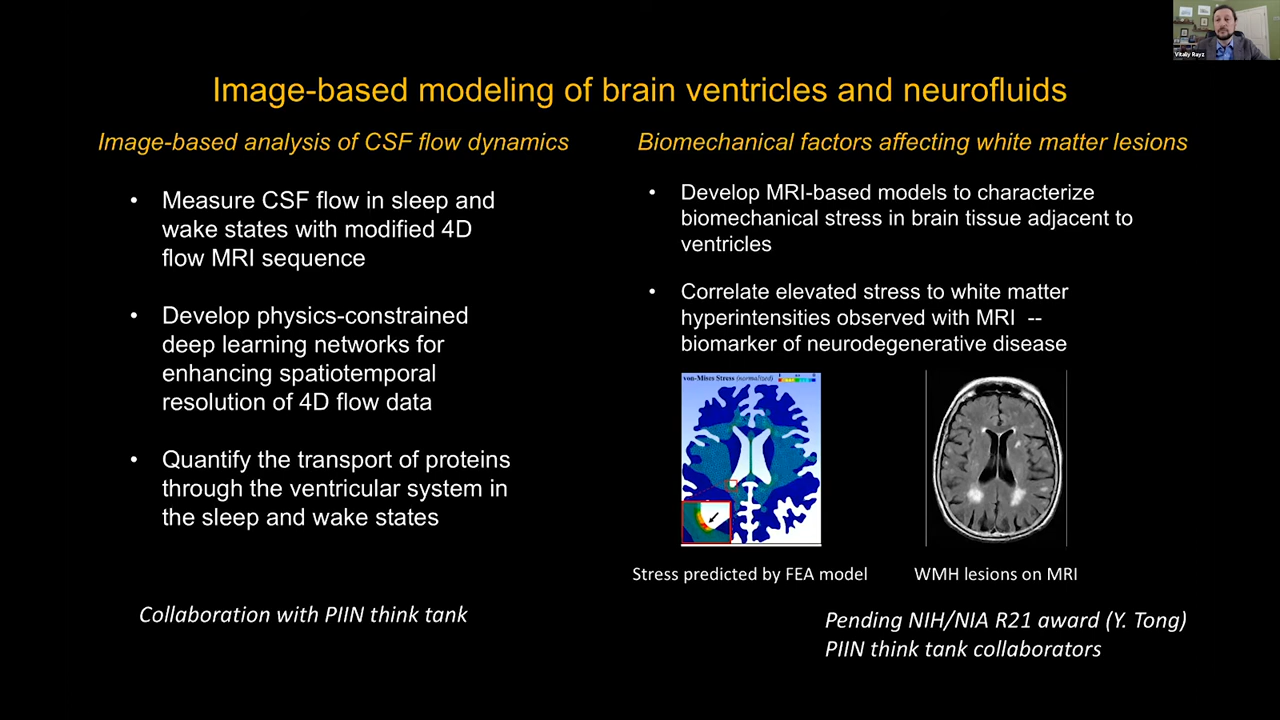 Vitaliy Rayz
Image-based modeling of brain ventricles and neurofluids
Image-based analysis of CSF flow dynamics
• Measure CSF flow in sleep and
wake states with modified 4D
flow MRI sequence
• Develop physics-constrained
deep learning networks for
enhancing spatiotemporal
resolution of 4D flow data
• Quantify the transport of proteins
through the ventricular system in
the sleep and wake states
Collaboration with PIIN think tank
Biomechanical factors affecting white matter lesions
• Develop MRI-based models to characterize
biomechanical stress in brain tissue adjacent to
ventricles
• Correlate elevated stress to white matter
hyperintensities observed with MRI --
biomarker of neurodegenerative disease
von-Mises Stress (normalized)
Stress predicted by FEA model
WMH lesions on MRI
Pending NIH/NIA R21 award (Y. Tong)
PIIN think tank collaborators